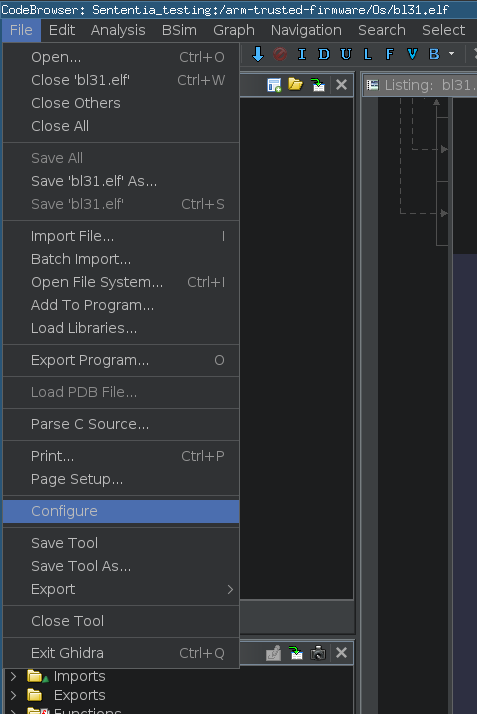 CodeBrowser: Sententia_testing:/arm-trusted-firmware/Os/bl31.elf
File Edit Analysis BSim Graph Navigation Search Select
I D U L F V B
Open... Ctrl+O
Close 'bl31.elf' Ctrl+W
Listing: bl31.
Close Others
Close All
Save All
Save 'bl31.elf' As...
Save 'bl31.elf' Ctrl+S
Import File... I
Batch Import...
Open File System... Ctrl+I
Add To Program...
Load Libraries...
Export Program... O
Load PDB File...
Parse C Source...
Print... Ctrl+P
Page Setup...
Configure
Save Tool
Save Tool As...
Export
Close Tool
Exit Ghidra Ctrl+Q
Imports
Exports
Functions